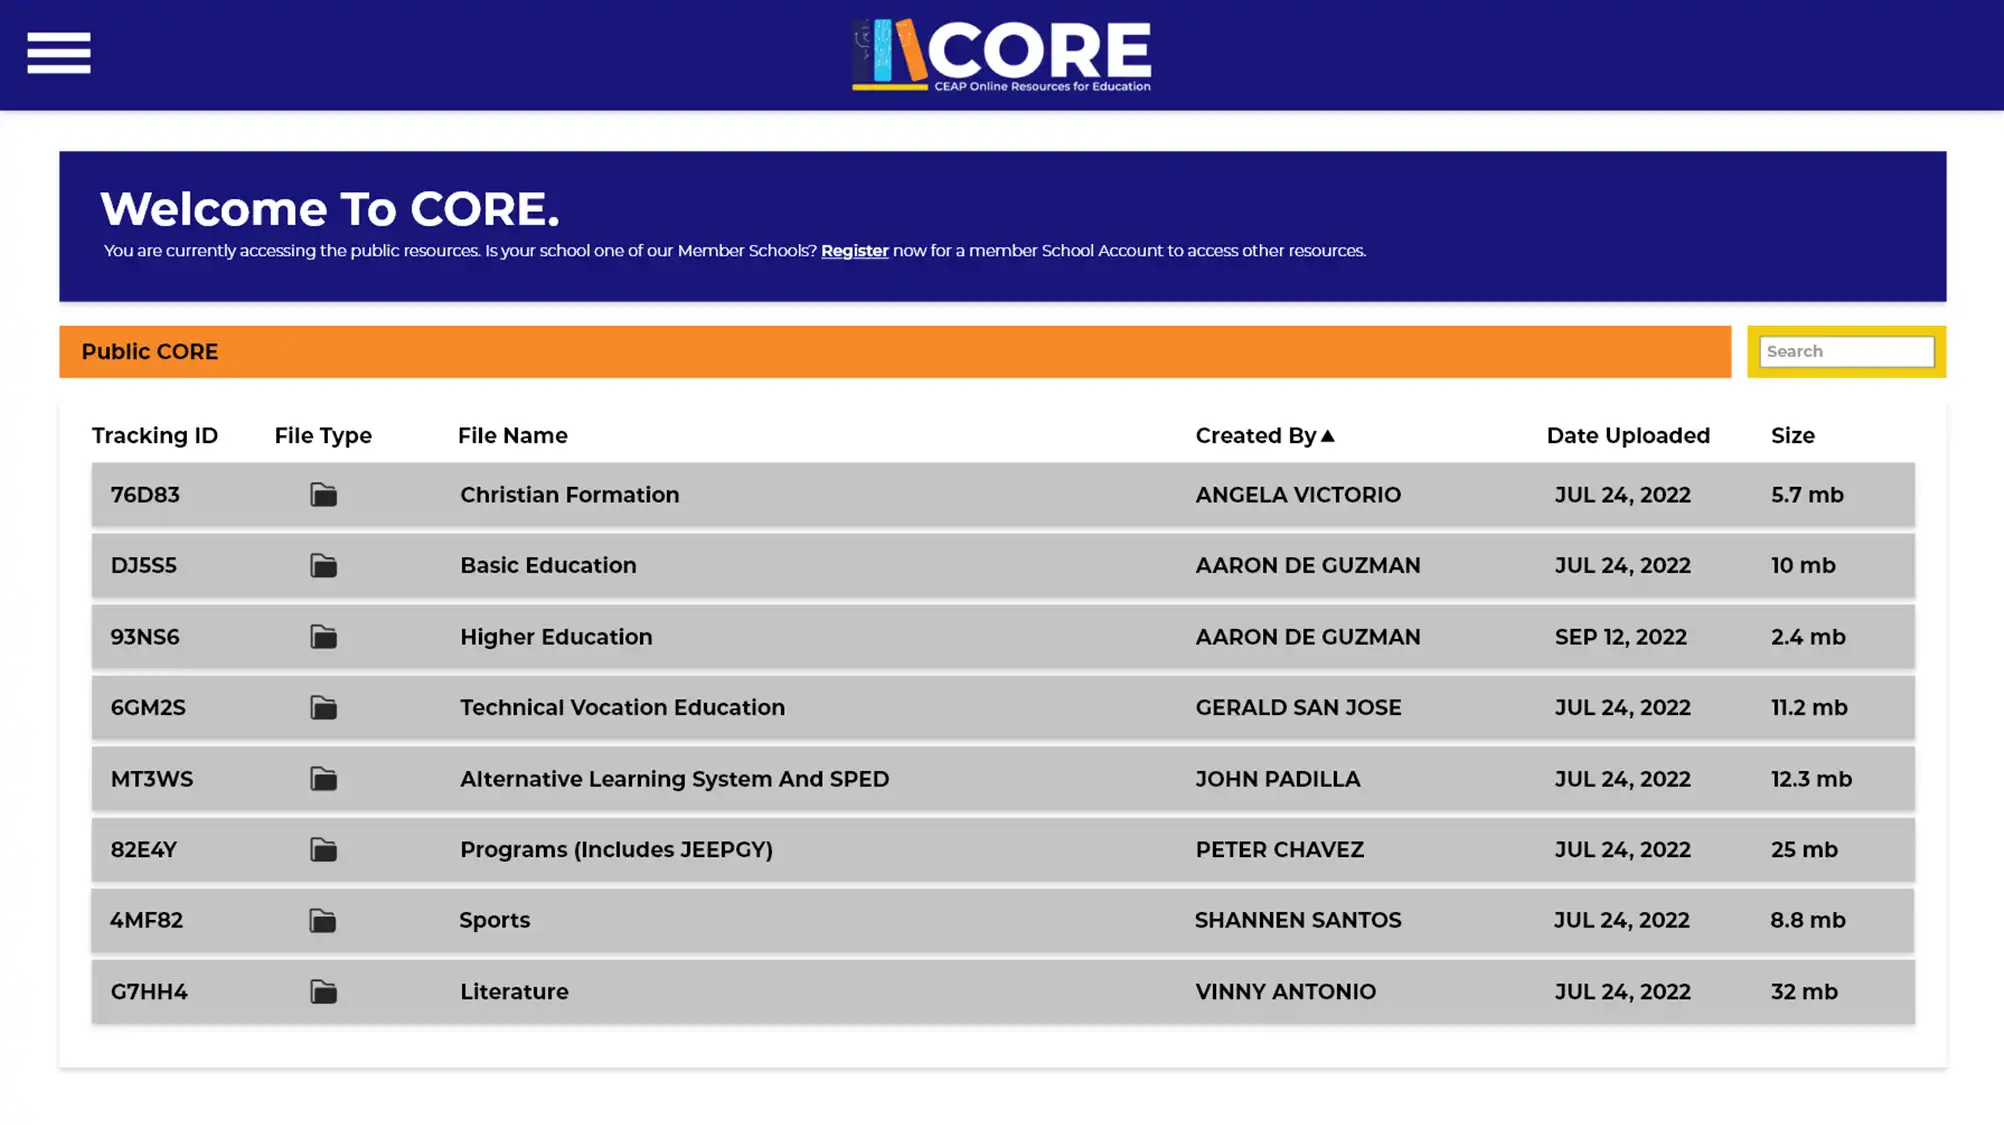 CORE
CEAP Online Resources for Education
Welcome To CORE.
You are currently accessing the public resources. Is your school one of our Member Schools? Register now for a member School Account to access other resources.
Public CORE Search
Tracking ID File Type File Name Created By▲ Date Uploaded Size
76D83 Christian Formation ANGELA VICTORIO JUL 24, 2022 5.7 mb
DJ5S5 Basic Education AARON DE GUZMAN JUL 24, 2022 10 mb
93NS6 Higher Education AARON DE GUZMAN SEP 12, 2022 2.4 mb
6GM2S Technical Vocation Education GERALD SAN JOSE JUL 24, 2022 11.2 mb
MT3WS Alternative Learning System And SPED JOHN PADILLA JUL 24, 2022 12.3 mb
82E4Y Programs (Includes JEEPGY) PETER CHAVEZ JUL 24, 2022 25 mb
4MF82 Sports SHANNEN SANTOS JUL 24, 2022 8.8 mb
G7HH4 Literature VINNY ANTONIO JUL 24, 2022 32 mb